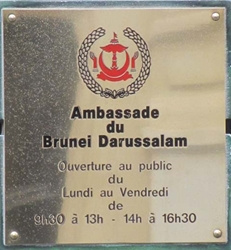 Ambassade
du
Brunei Darussalam
Ouverture au public
du
Lundi au Vendredi
de
9h30 à 13h - 14h à 16h30